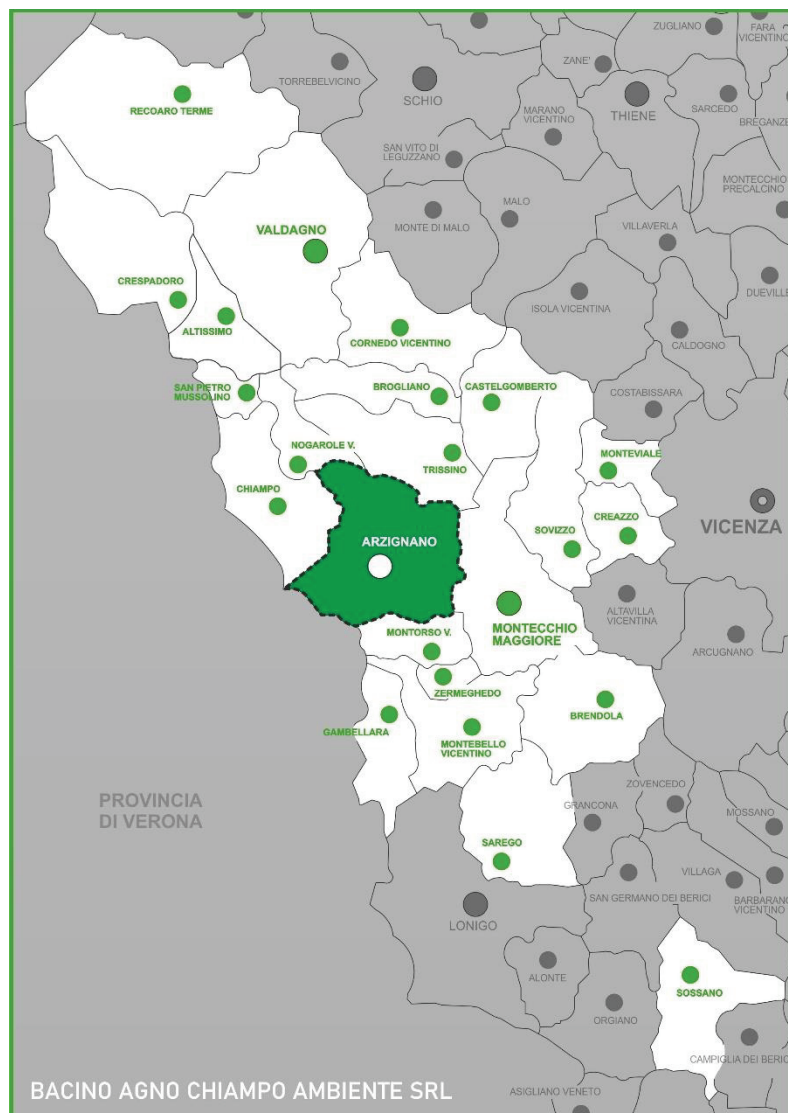 ZUGLIANO
FARA
VICENTINO
ZANE'
TORREBELVICINO
SCHIO
THIENE
SARCEDO
BREGANZE
MARANO
VICENTINO
RECOARO TERME
SAN VITO DI
LEGUZZANO
MONTECCHIO
PRECALCINO
MALO
MONTE DI MALO
VILLAVERLA
VALDAGNO
DUEVILLE
CRESPADORO
ISOLA VICENTINA
ALTISSIMO
CORNEDO VICENTINO
CALDOGNO
SAN PIETRO
MUSSOLINO
BROGLIANO
CASTELGOMBERTO
COSTABISSARA
NOGAROLE V.
TRISSINO
MONTEVIALE
CHIAMPO
SOVIZZO
CREAZZO
VICENZA
ARZIGNANO
ALTAVILLA
VICENTINA
MONTORSO V.
MONTECCHIO
MAGGIORE
ARCUGNANO
ZERMEGHEDO
BRENDOLA
GAMBELLARA
MONTEBELLO
VICENTINO
PROVINCIA
DI VERONA
ZOVENCEDO
GRANCONA
MOSSANO
SAREGO
VILLAGA
SAN GERMANO DEI BERICI
BARBARANO
VICENTINO
LONIGO
ALONTE
SOSSANO
ORGIANO
CAMPIGLIA DEI BERIC
ASIGLIANO VENETO
BACINO AGNO CHIAMPO AMBIENTE SRL